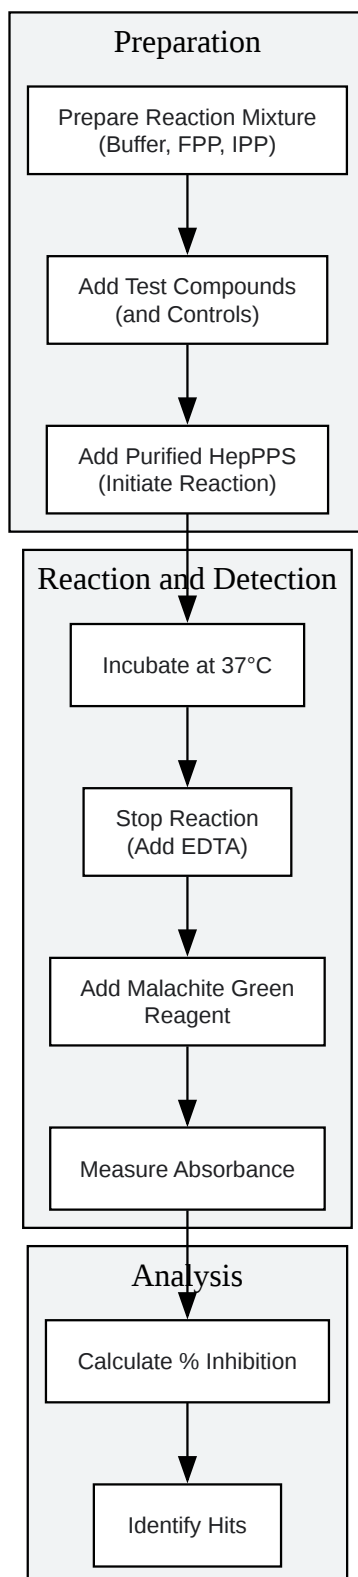 Preparation
Prepare Reaction Mixture
(Buffer, FPP, IPP)
Add Test Compounds
(and Controls)
Add Purified HepPPS
(Initiate Reaction)
Reaction and Detection
Incubate at 37°C
Stop Reaction
(Add EDTA)
Add Malachite Green
Reagent
Measure Absorbance
Analysis
Calculate % Inhibition
Identify Hits